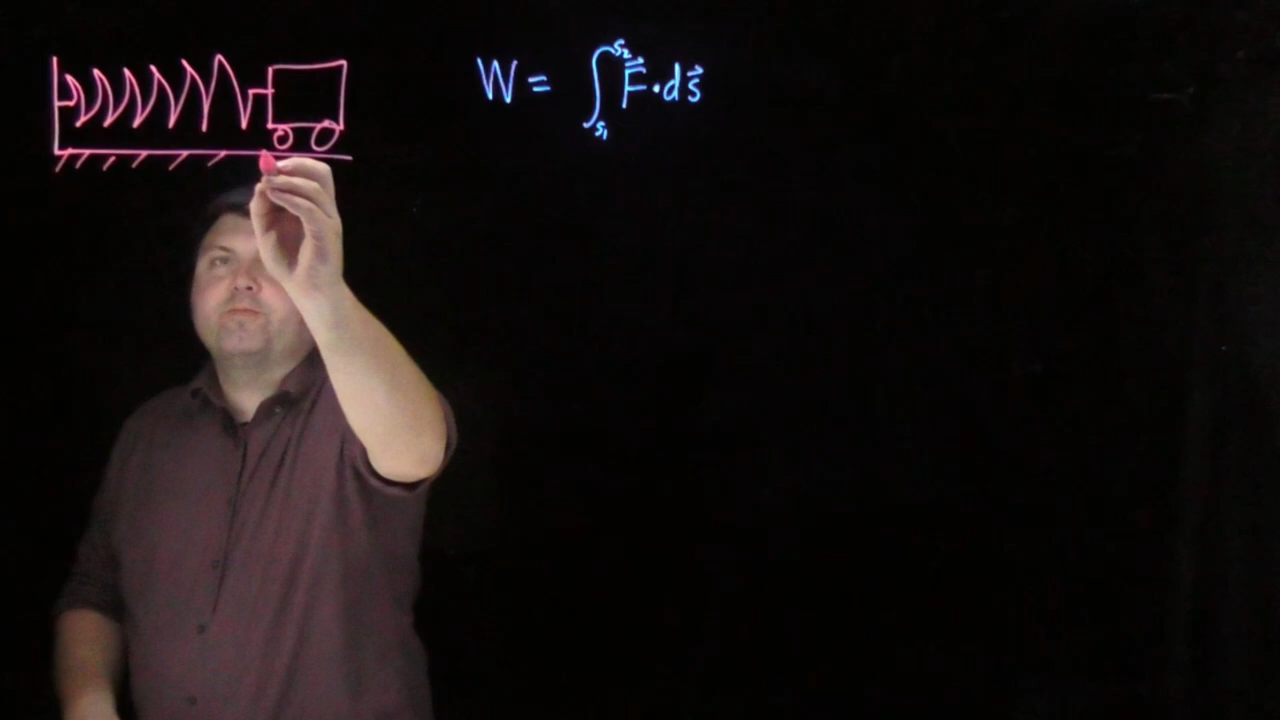 W = ∫_{s₁}^{s₂} F⃗ · ds⃗